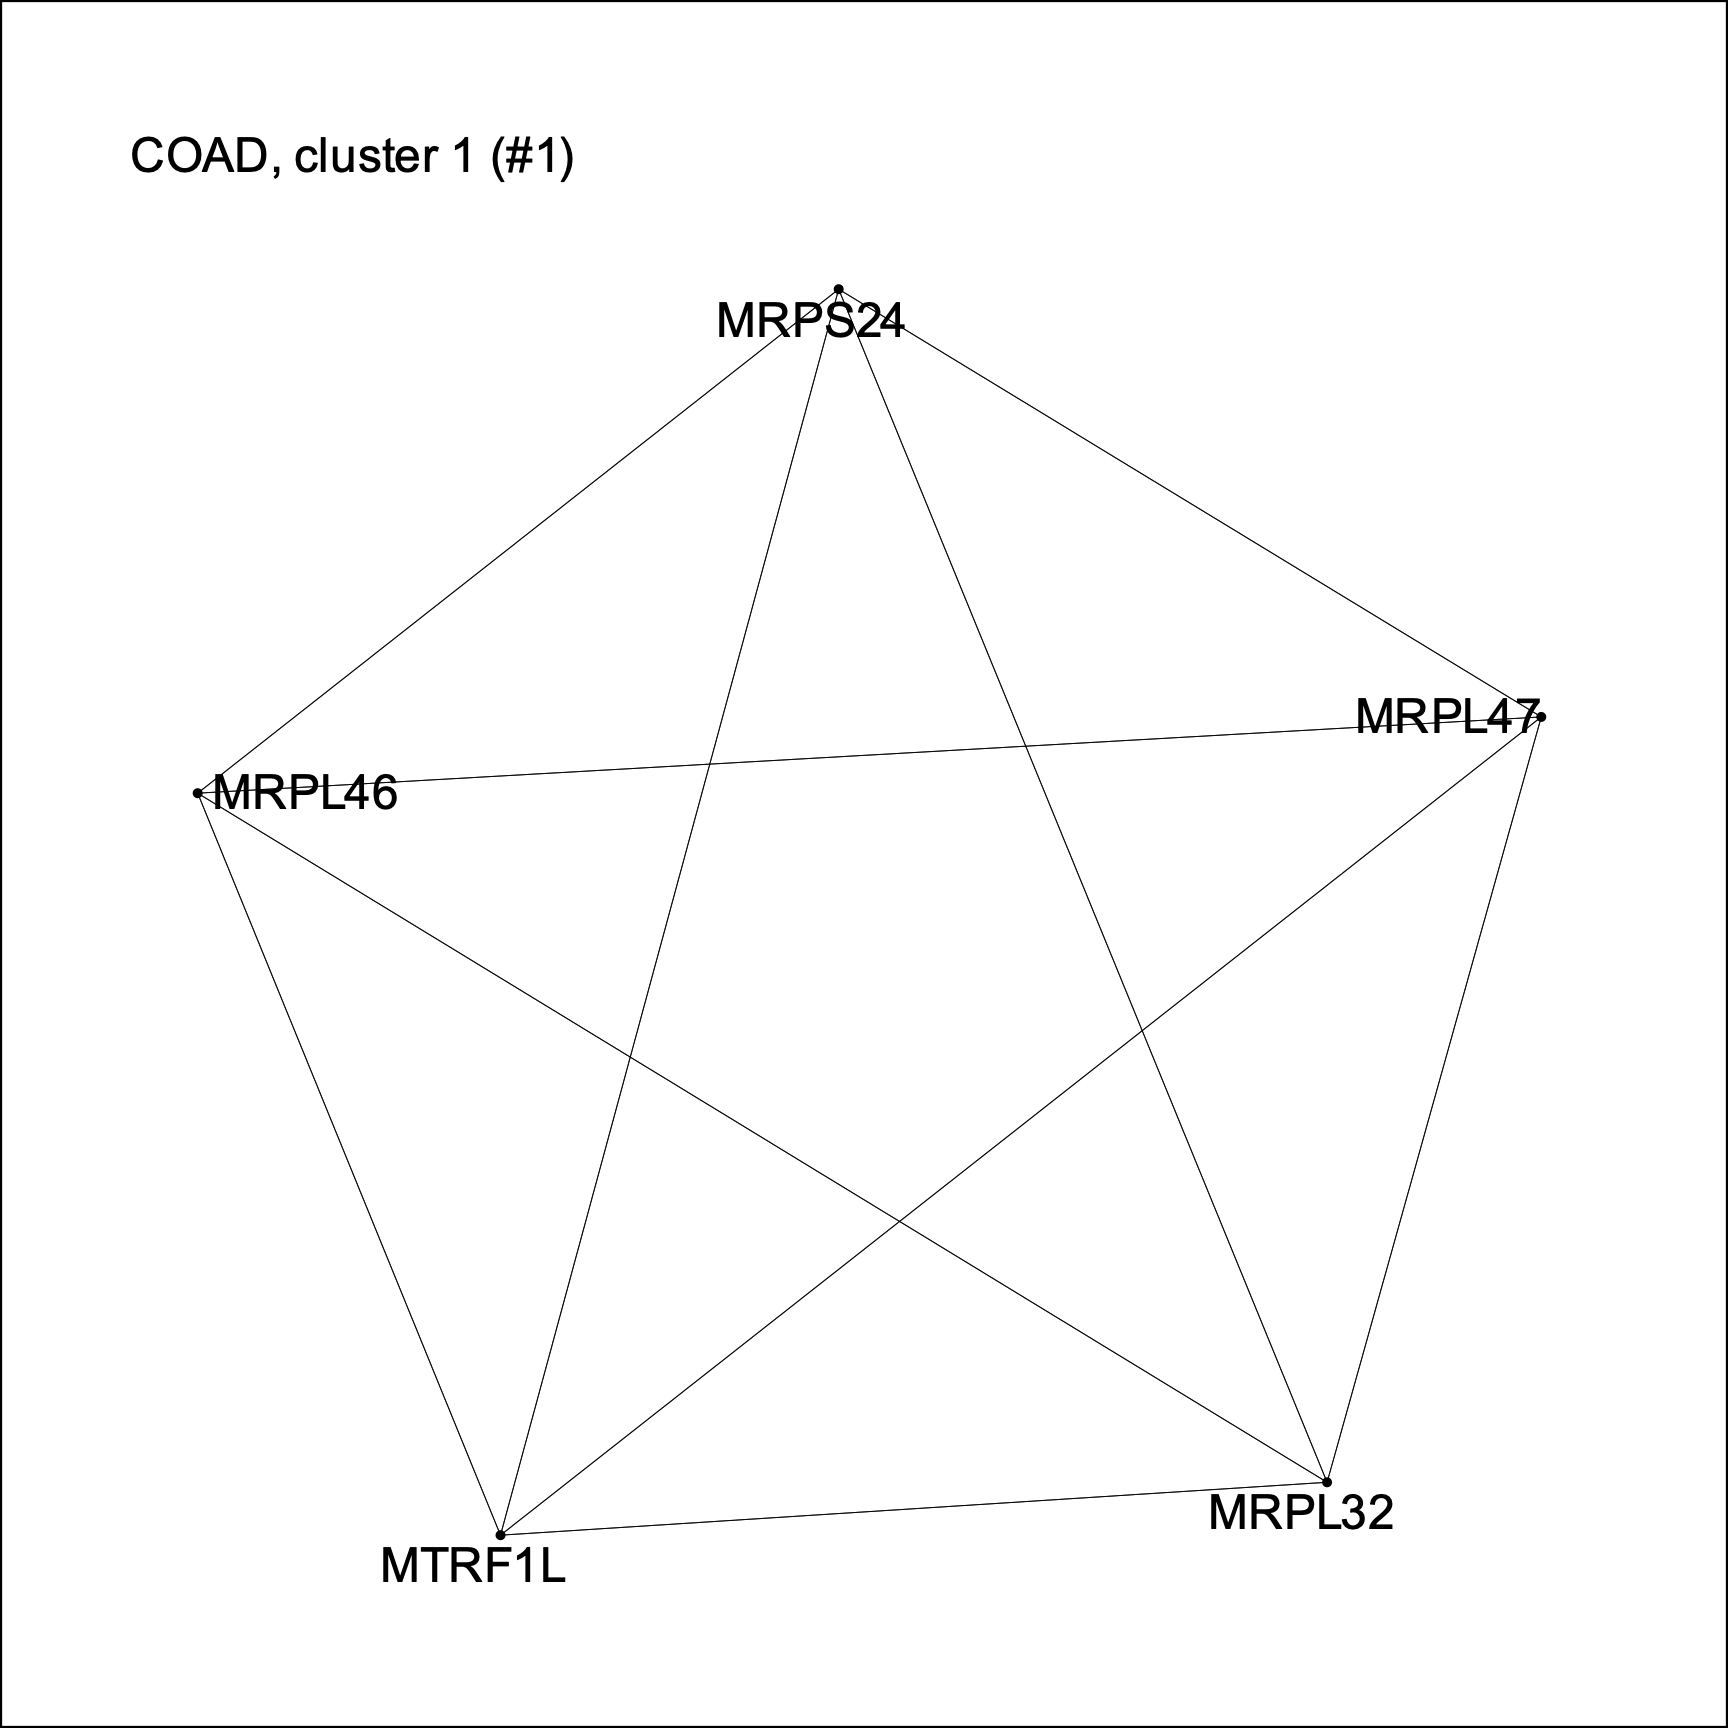 COAD, cluster 1 (#1)
MRPS24
MRPL47
MRPL46
MRPL32
MTRF1L